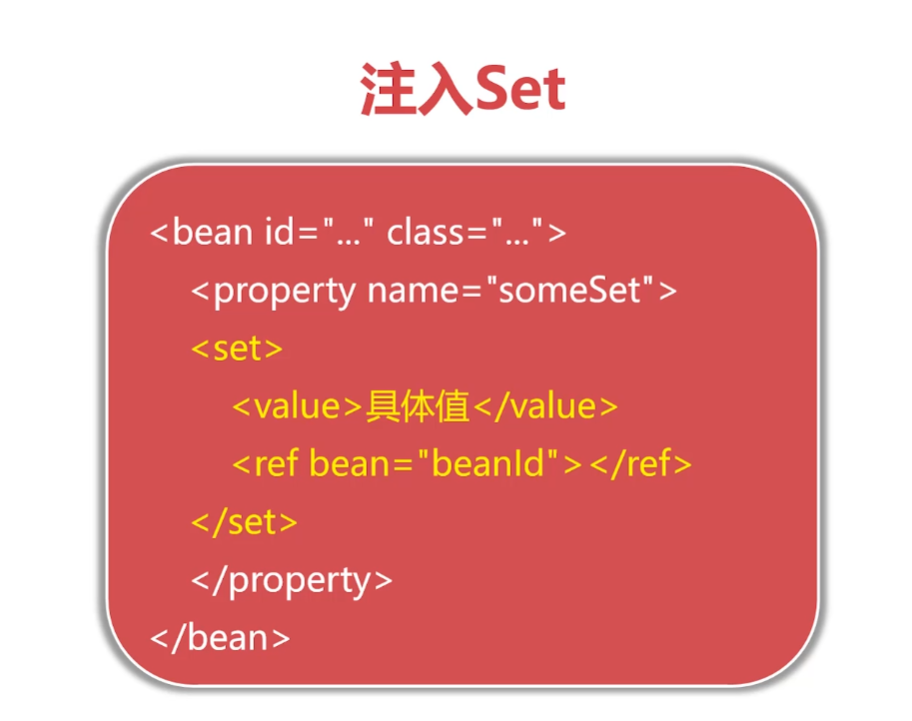 注入Set
<bean id="..." class="...">
<property name="someSet">
<set>
<value>具体值</value>
<ref bean="beanId"></ref>
</set>
</property>
</bean>